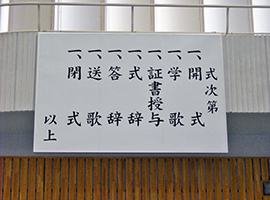 式次第
一、開式
一、学歌
一、証書授与
一、式辞
一、答辞
一、送歌
一、閉式
以上